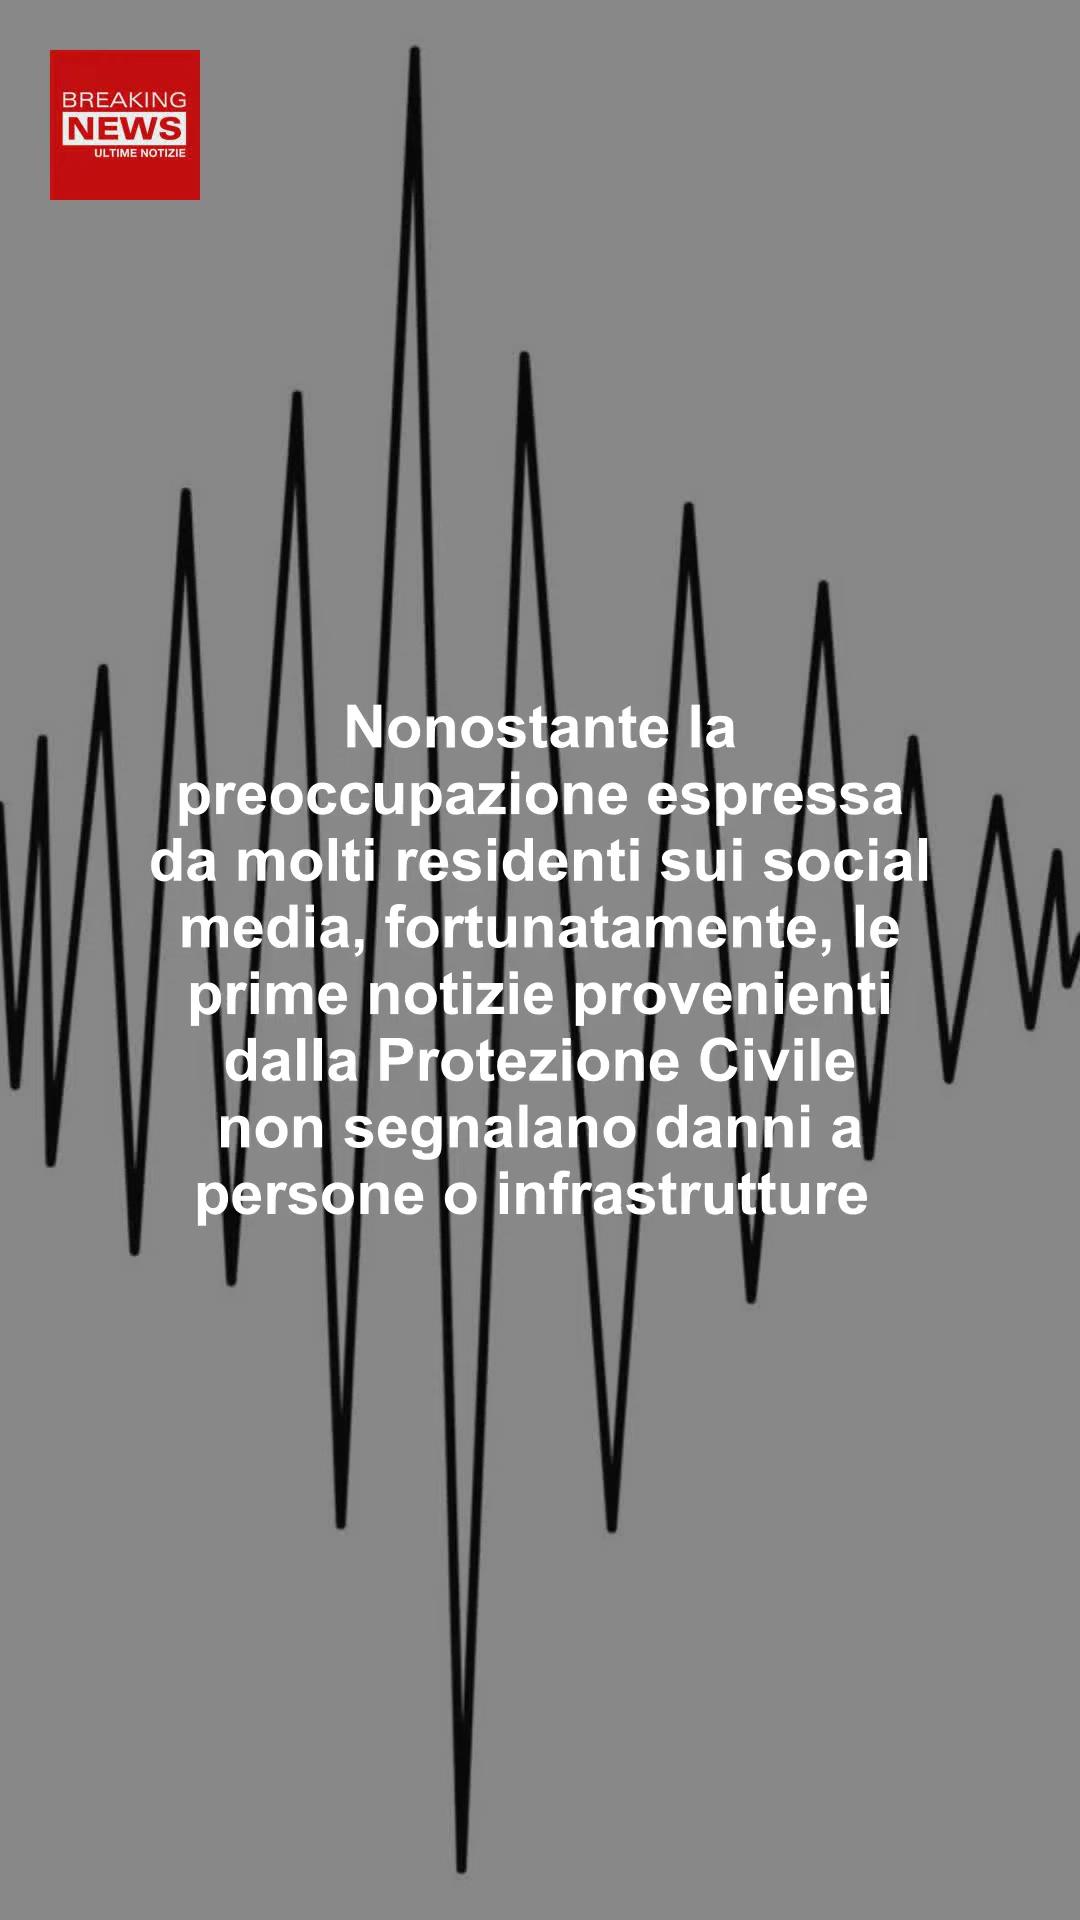 BREAKING
NEWS
ULTIME NOTIZIE
Nonostante la
preoccupazione espressa
da molti residenti sui social
media, fortunatamente, le
prime notizie provenienti
dalla Protezione Civile
non segnalano danni a
persone o infrastrutture